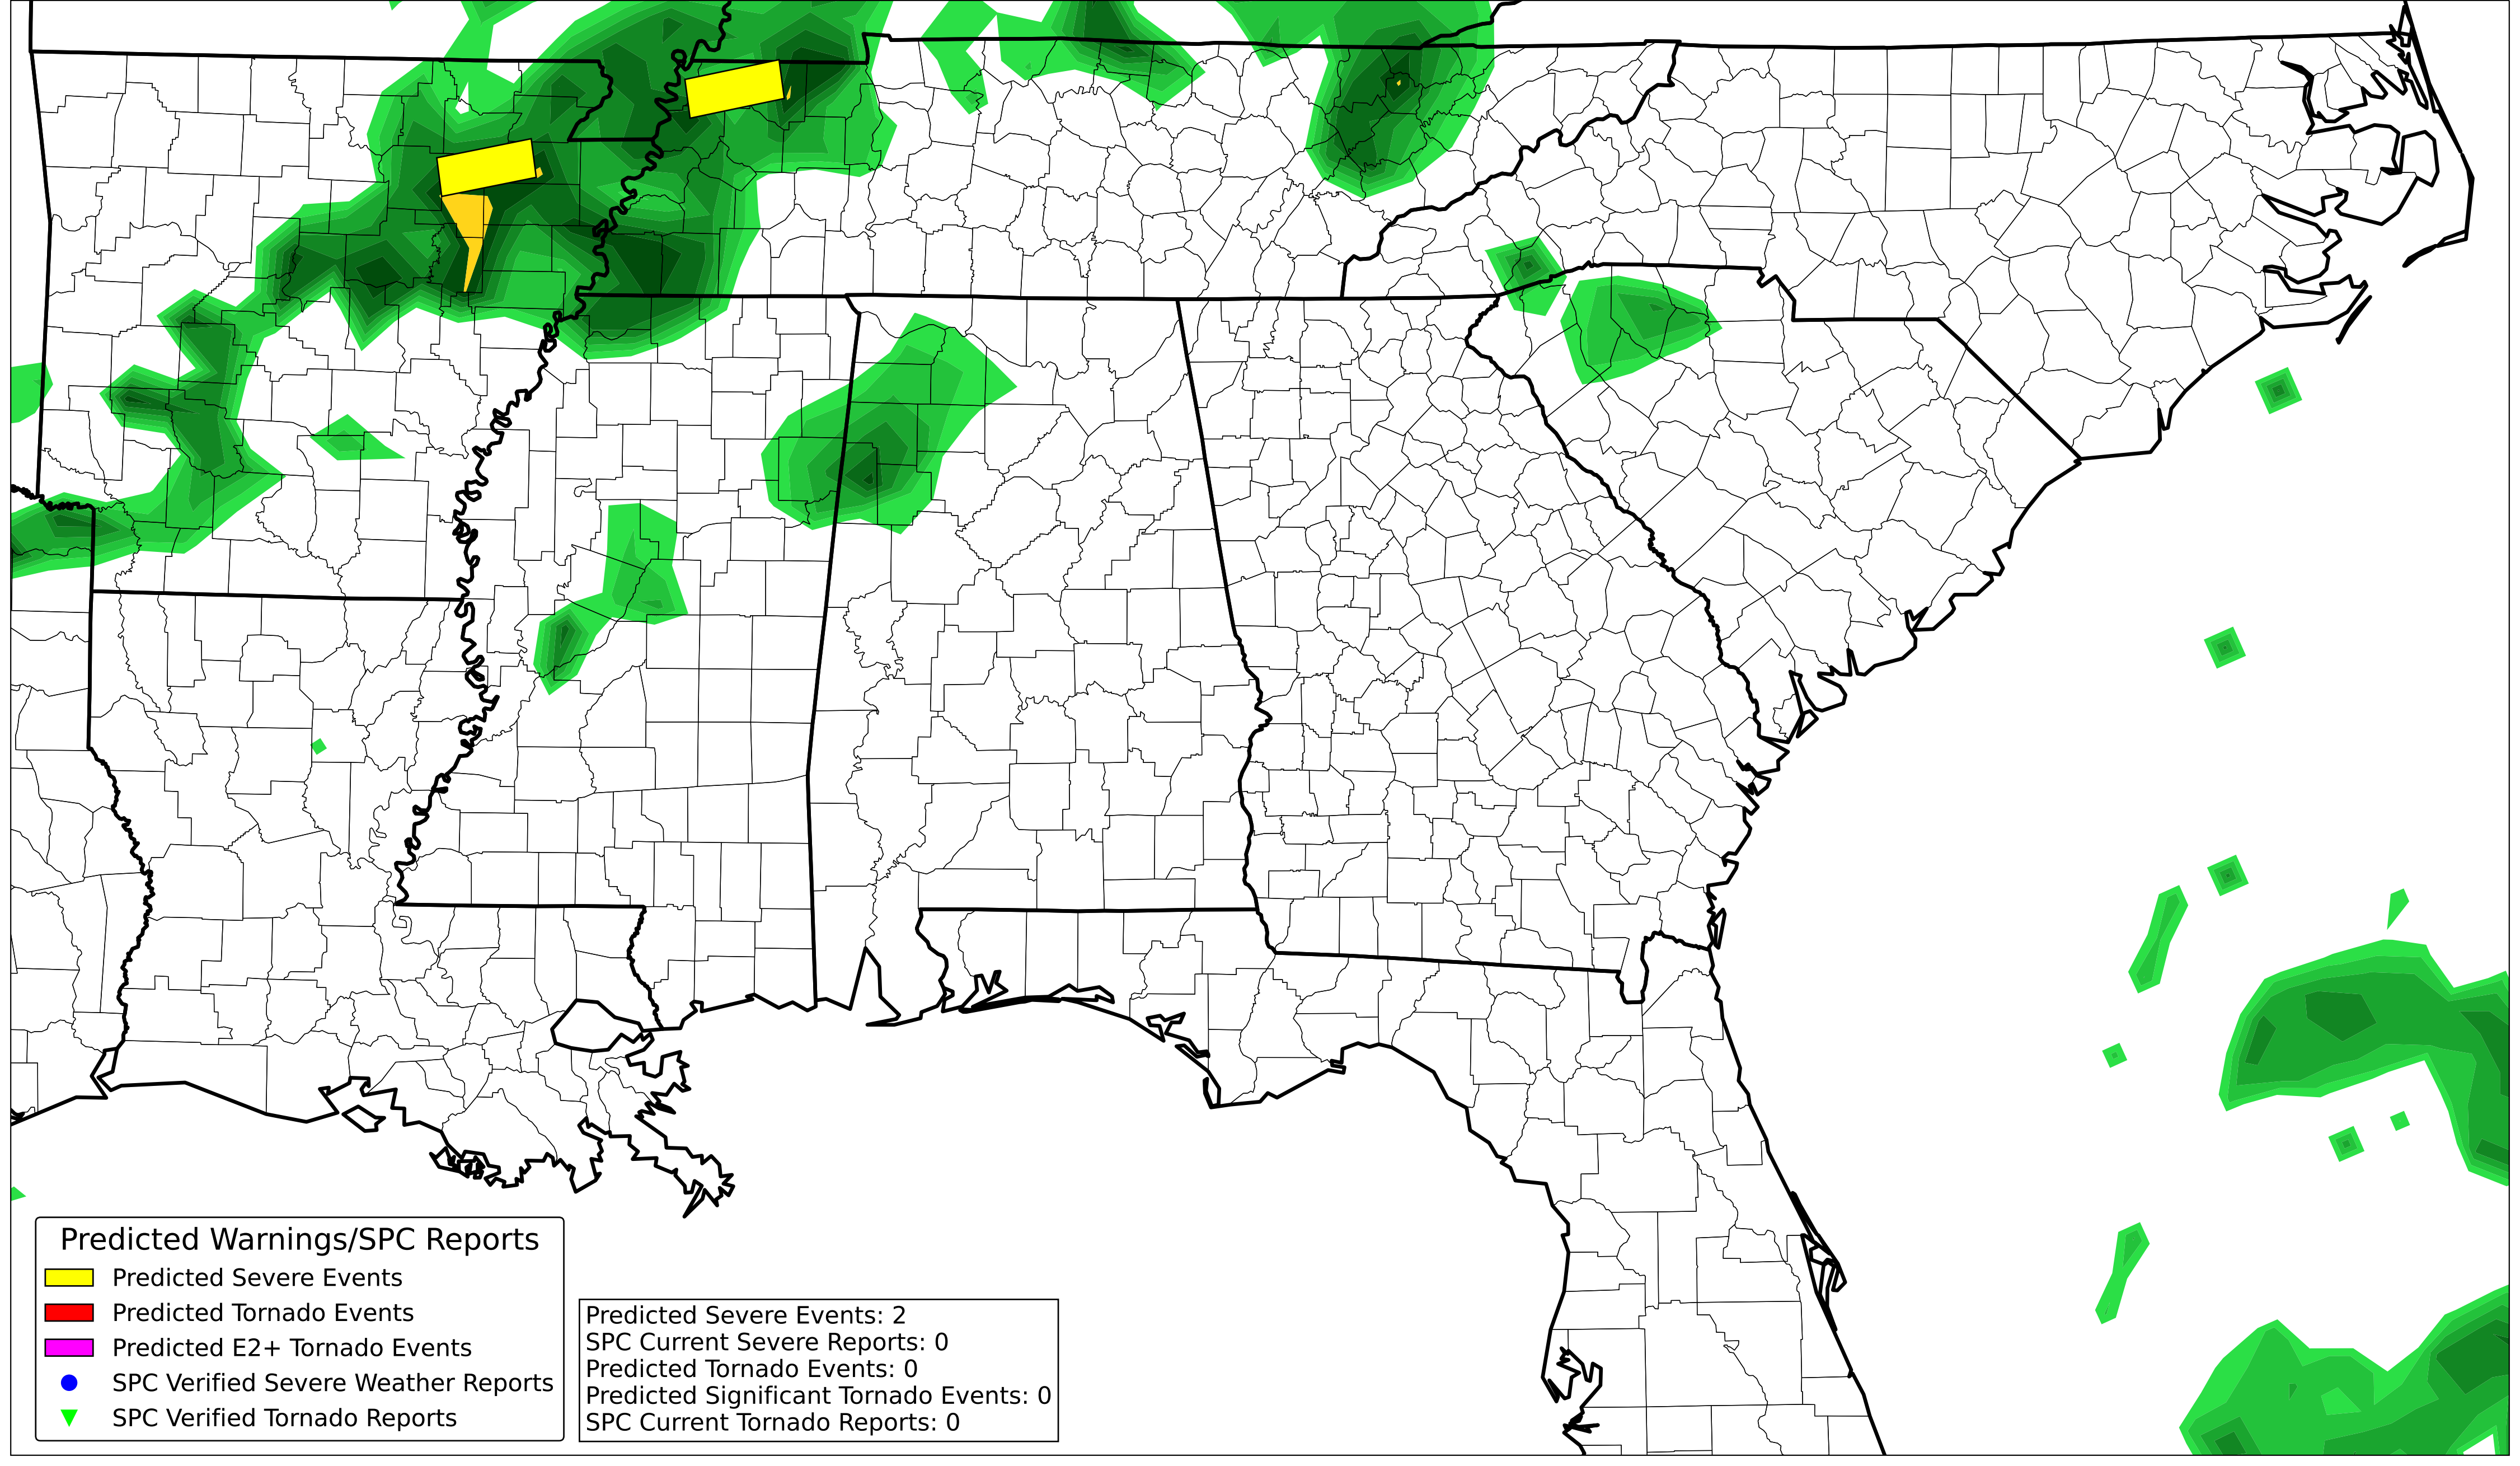 Predicted Warnings/SPC Reports
Predicted Severe Events
Predicted Tornado Events
Predicted E2+ Tornado Events
SPC Verified Severe Weather Reports
SPC Verified Tornado Reports
Predicted Severe Events: 2
SPC Current Severe Reports: 0
Predicted Tornado Events: 0
Predicted Significant Tornado Events: 0
SPC Current Tornado Reports: 0